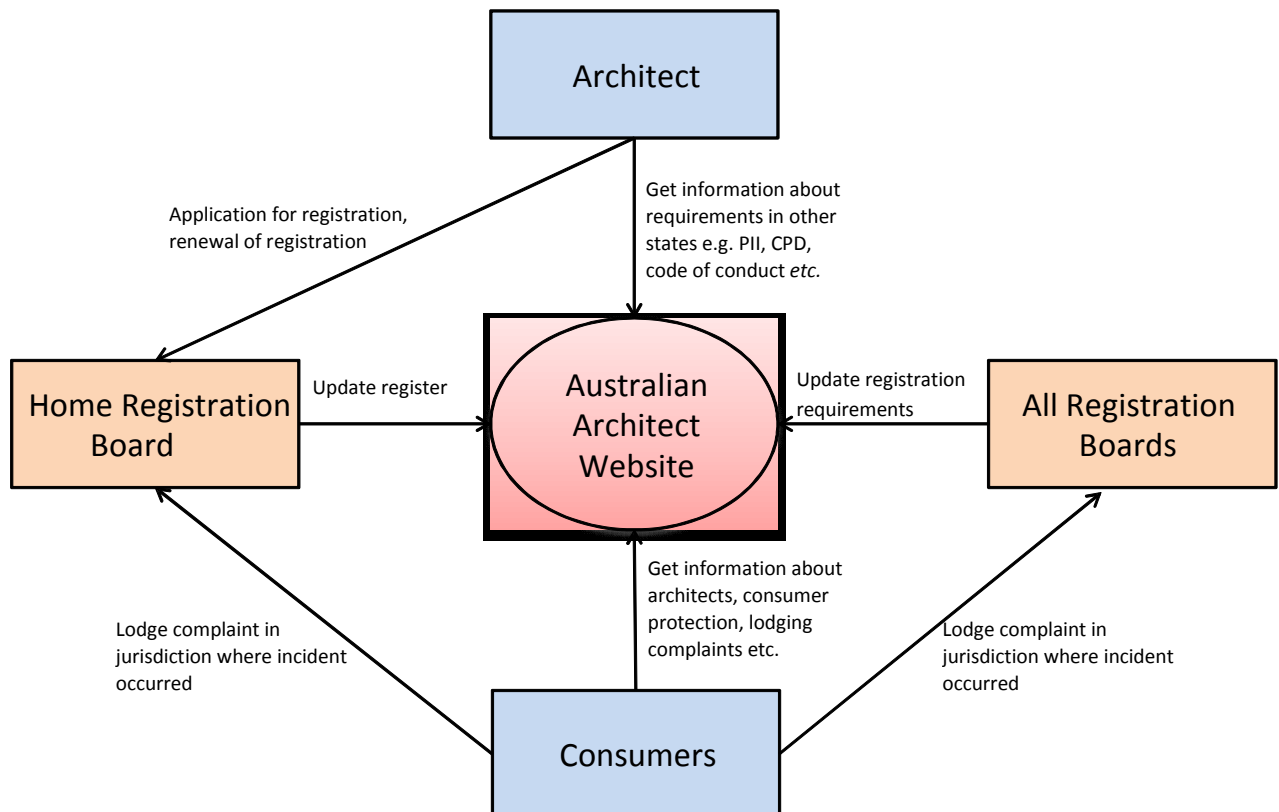 Architect
Application for registration,
renewal of registration
Get information about
requirements in other
states e.g. PII, CPD,
code of conduct etc.
Home Registration
Board
Update register
Australian
Architect
Website
Update registration
requirements
All Registration
Boards
Lodge complaint in
jurisdiction where incident
occurred
Get information about
architects, consumer
protection, lodging
complaints etc.
Lodge complaint in
jurisdiction where incident
occurred
Consumers